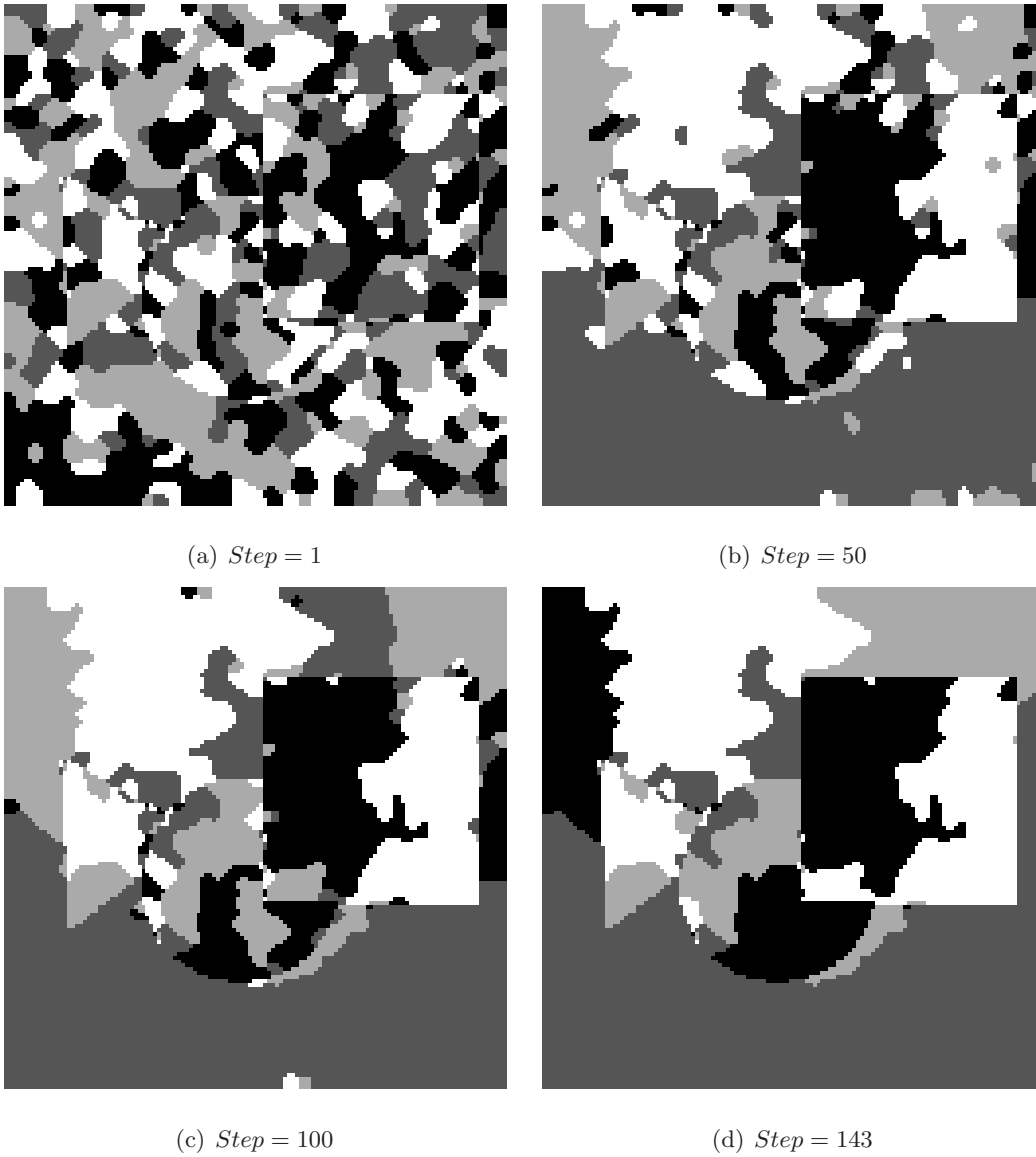 (a) Step = 1
(b) Step = 50
(c) Step = 100
(d) Step = 143